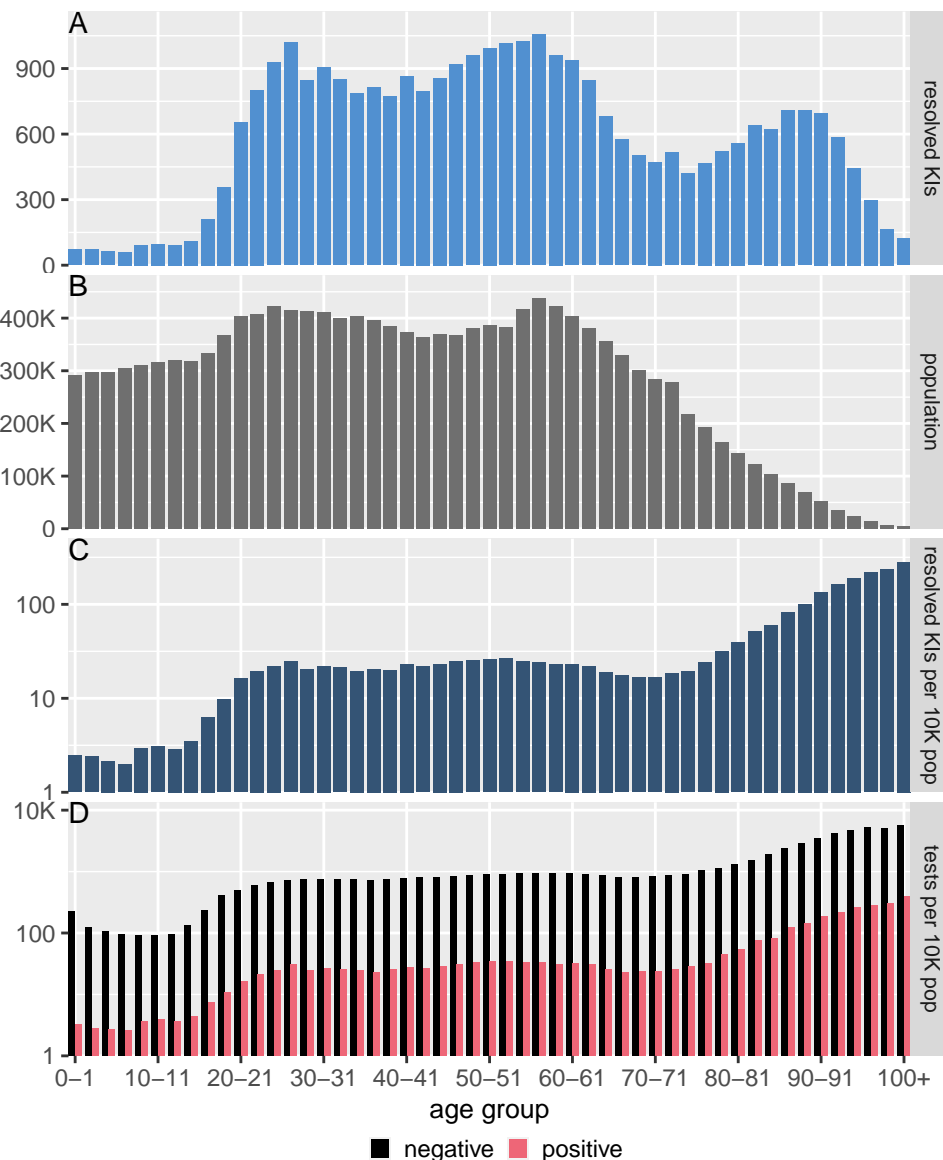 A
900
600
300
0
resolved KIs
B
400K
300K
200K
100K
0
population
C
100
10
1
resolved KIs per 10K pop
D
10K
100
1
tests per 10K pop
0–1 10–11 20–21 30–31 40–41 50–51 60–61 70–71 80–81 90–91 100+
age group
negative positive